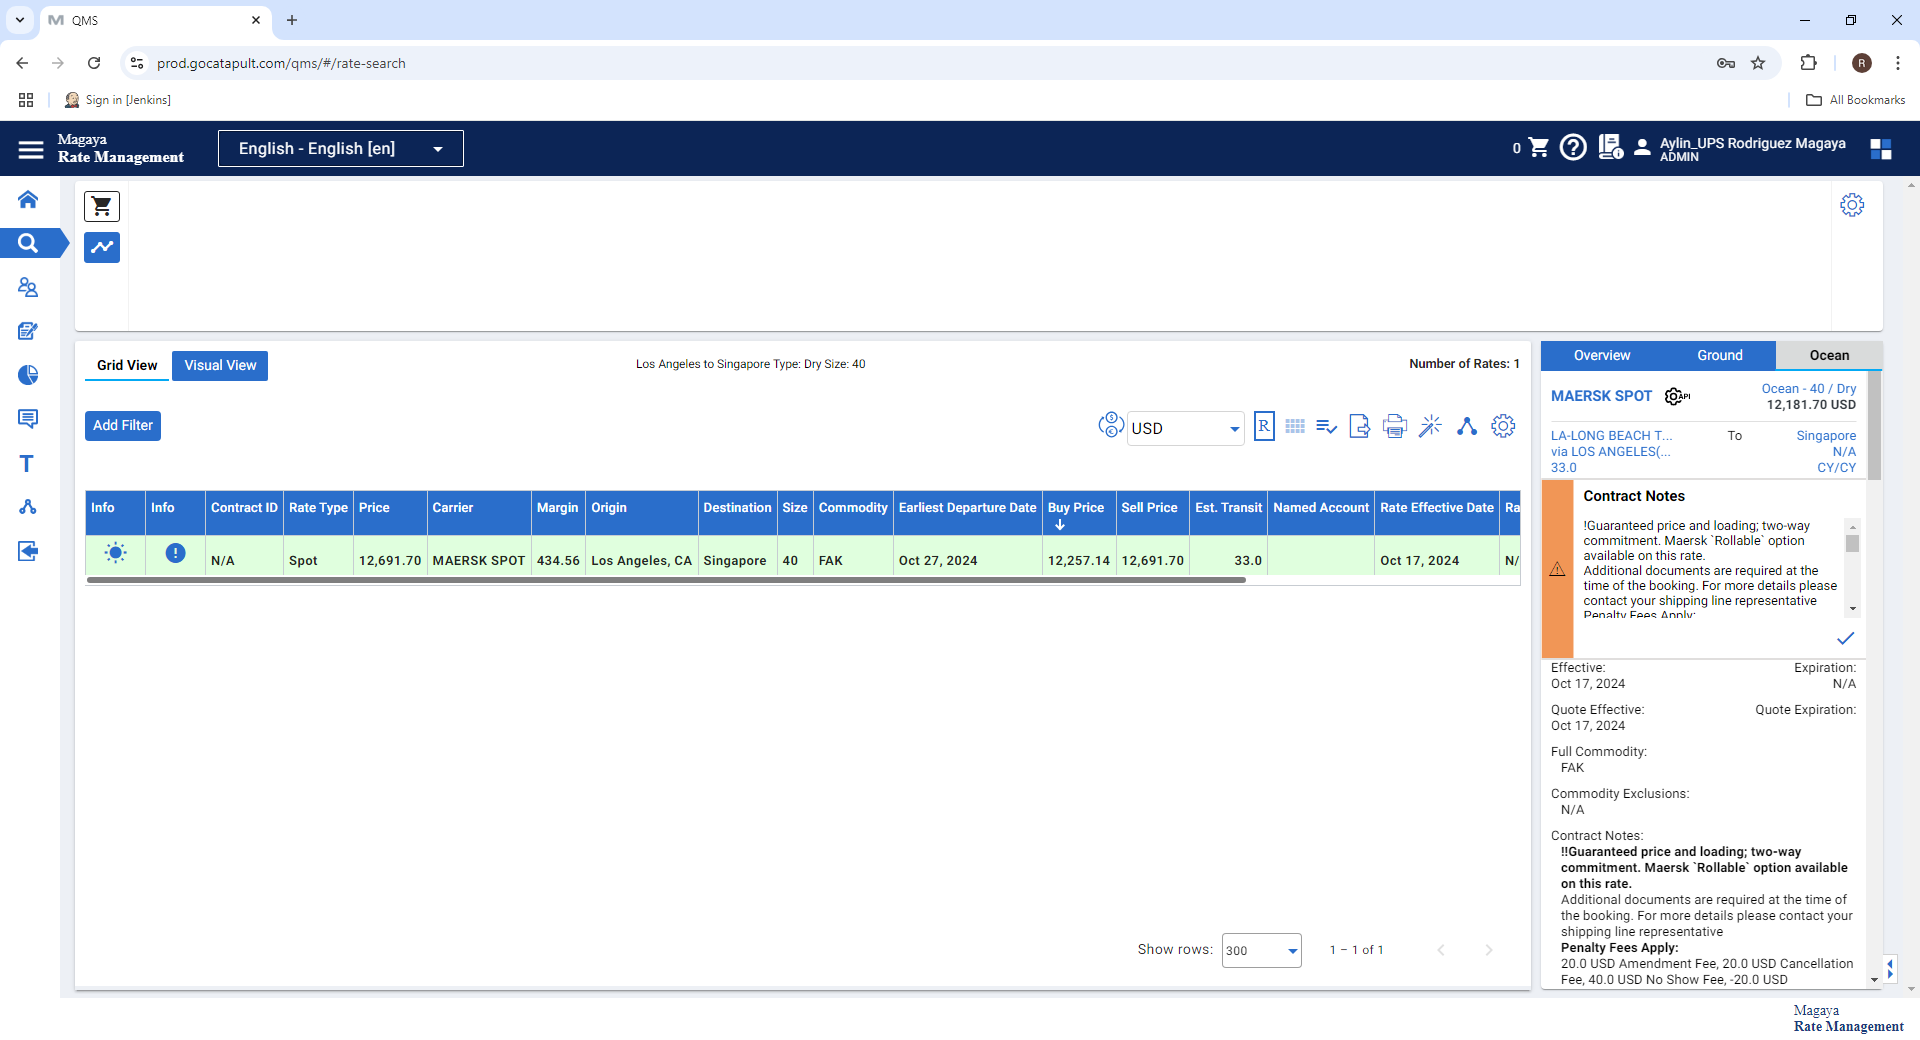 QMS
prod.gocatapult.com/qms/#/rate-search
R
Sign in [Jenkins]
All Bookmarks
Magaya
Rate Management
English - English [en]
0
Aylin_UPS Rodriguez Magaya
ADMIN
Grid View
Visual View
Los Angeles to Singapore Type: Dry Size: 40
Number of Rates: 1
Add Filter
USD
R
Info Info Contract ID Rate Type Price Carrier Margin Origin Destination Size Commodity Earliest Departure Date Buy Price Sell Price Est. Transit Named Account Rate Effective Date Ra
N/A Spot 12,691.70 MAERSK SPOT 434.56 Los Angeles, CA Singapore 40 FAK Oct 27, 2024 12,257.14 12,691.70 33.0 Oct 17, 2024 N/
Show rows: 300 1 – 1 of 1
Overview Ground Ocean
MAERSK SPOT API
Ocean - 40 / Dry
12,181.70 USD
LA-LONG BEACH T... To Singapore
via LOS ANGELES(... N/A
33.0 CY/CY
Contract Notes
!Guaranteed price and loading; two-way
commitment. Maersk `Rollable` option
available on this rate.
Additional documents are required at the
time of the booking. For more details please
contact your shipping line representative
Penalty Fees Apply:
Effective: Expiration:
Oct 17, 2024 N/A
Quote Effective: Quote Expiration:
Oct 17, 2024
Full Commodity:
FAK
Commodity Exclusions:
N/A
Contract Notes:
!!Guaranteed price and loading; two-way
commitment. Maersk `Rollable` option available
on this rate.
Additional documents are required at the time of
the booking. For more details please contact your
shipping line representative
Penalty Fees Apply:
20.0 USD Amendment Fee, 20.0 USD Cancellation
Fee, 40.0 USD No Show Fee, -20.0 USD
Magaya
Rate Management